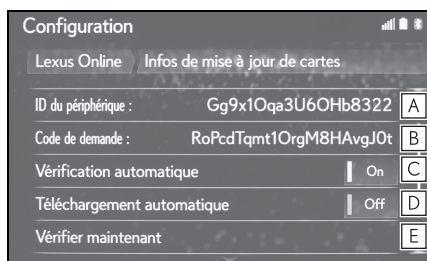 Configuration
Lexus Online Infos de mise à jour de cartes
ID du périphérique : Gg9x1Oqa3U6OHb8322 A
Code de demande : RoPcdTqmt1OrgM8HAvgJ0t B
Vérification automatique On C
Téléchargement automatique Off D
Vérifier maintenant E